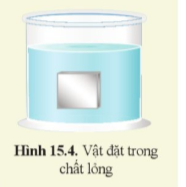 Hình 15.4. Vật đặt trong
chất lỏng